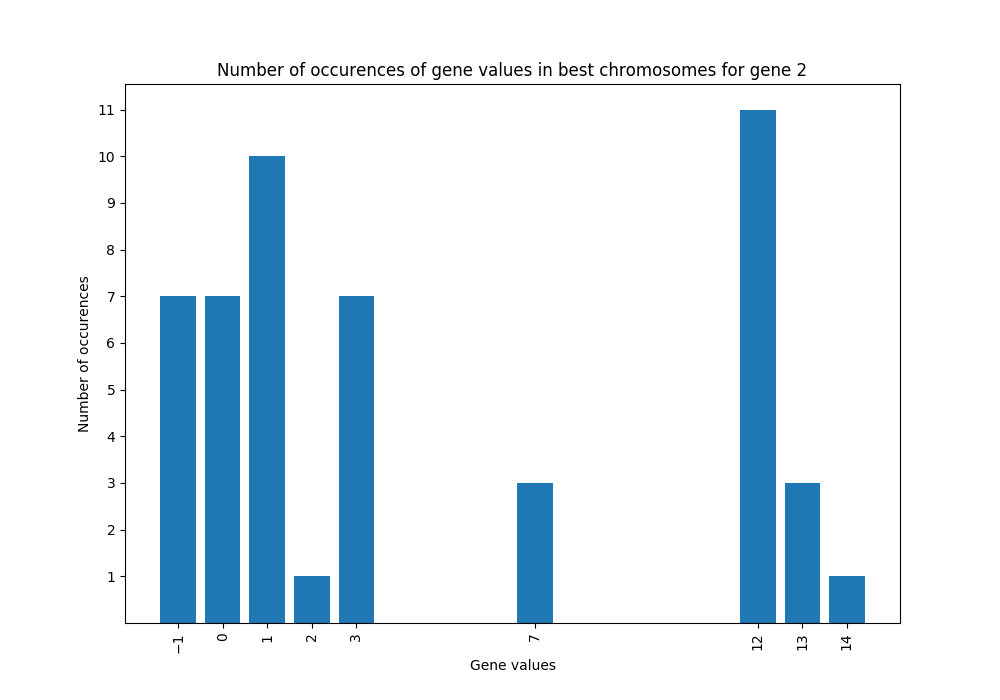 Number of occurences of gene values in best chromosomes for gene 2
11
10
9
8
7
6
5
4
3
2
1
Number of occurences
−1 0 1 2 3 7 12 13 14
Gene values